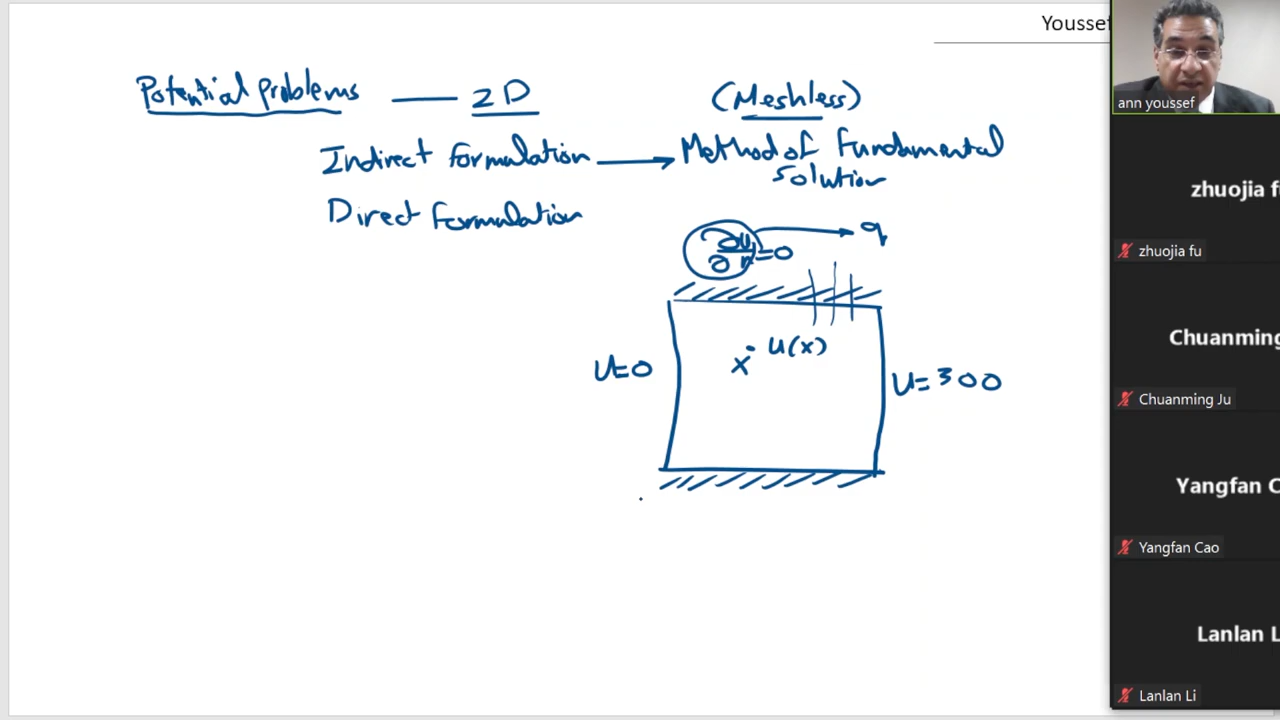 Youssef
Potential problems — 2D
(Meshless)
Indirect formulation → Method of Fundamental
solution
Direct formulation
∂u/∂n=0 → q
x u(x)
u=0
u=300
ann youssef
zhuojia f
zhuojia fu
Chuanming
Chuanming Ju
Yangfan C
Yangfan Cao
Lanlan L
Lanlan Li